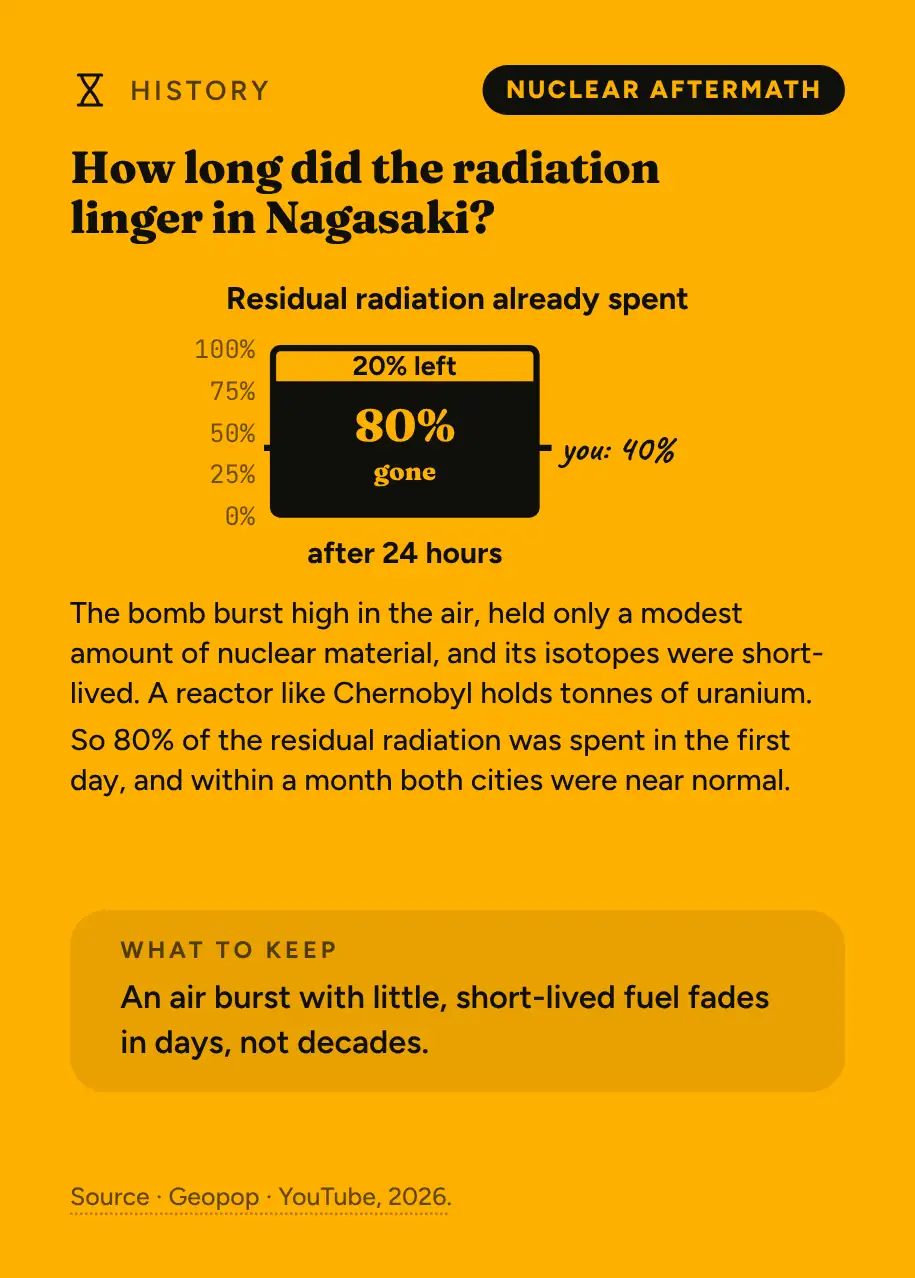 HISTORY
NUCLEAR AFTERMATH
How long did the radiation
linger in Nagasaki?
Residual radiation already spent
100%
75%
50%
25%
0%
20% left
80%
gone
you: 40%
after 24 hours
The bomb burst high in the air, held only a modest
amount of nuclear material, and its isotopes were short-
lived. A reactor like Chernobyl holds tonnes of uranium.
So 80% of the residual radiation was spent in the first
day, and within a month both cities were near normal.
WHAT TO KEEP
An air burst with little, short-lived fuel fades
in days, not decades.
Source · Geopop · YouTube, 2026.